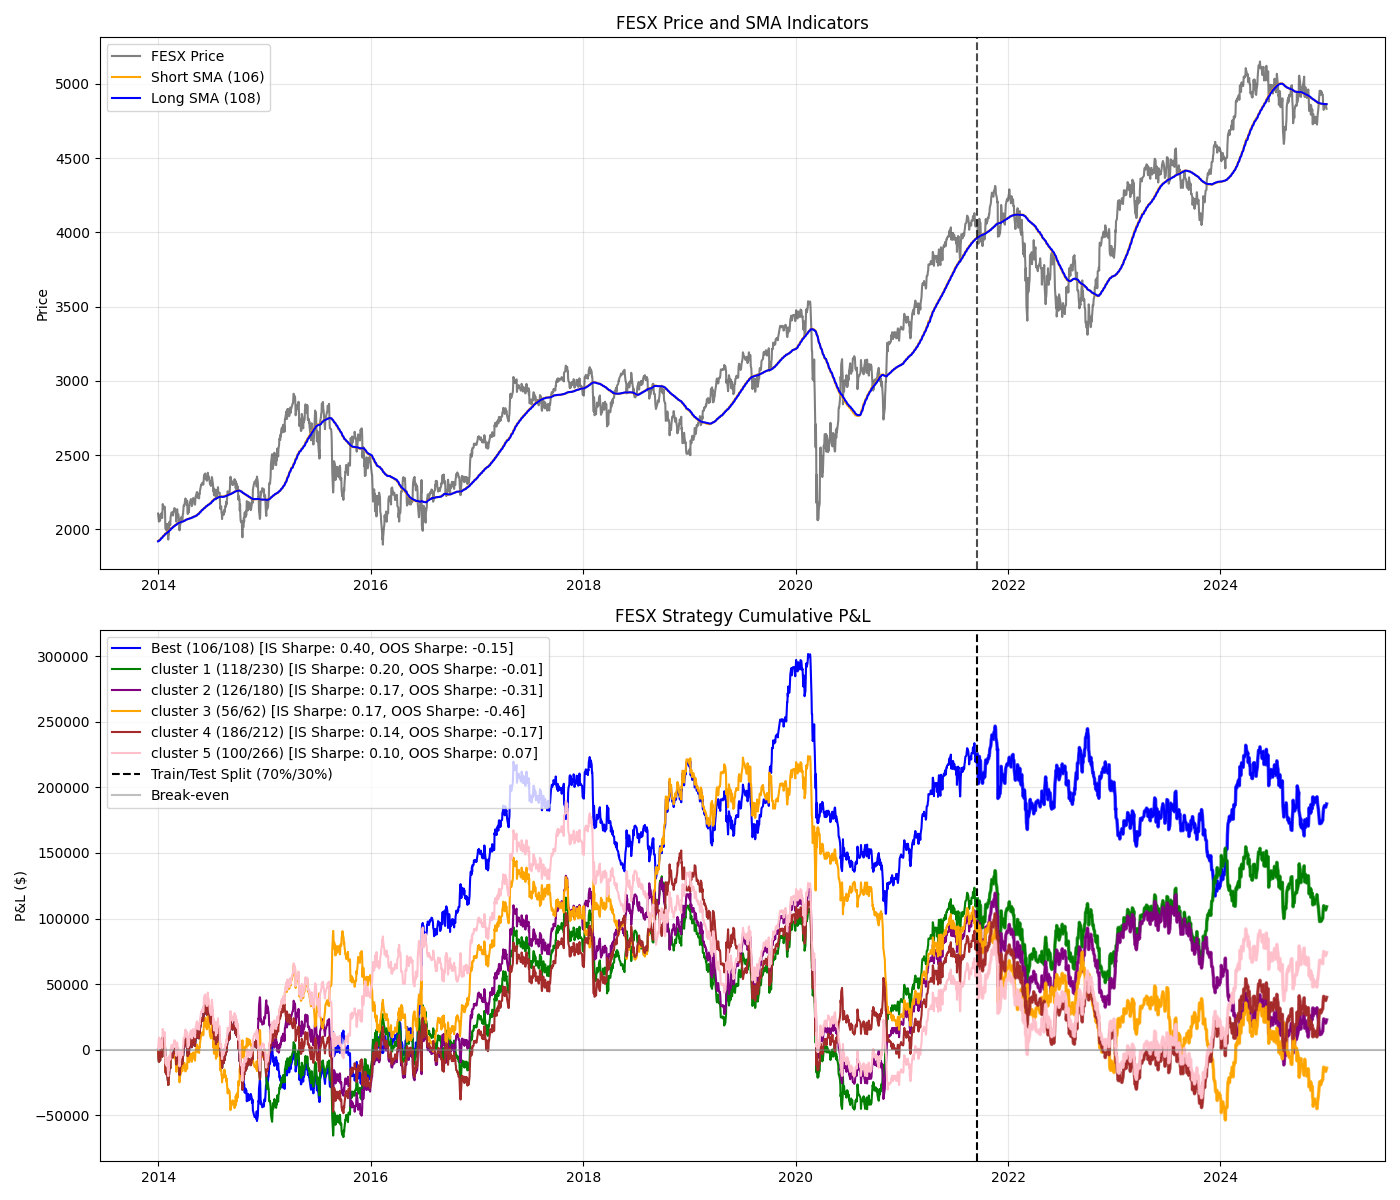 FESX Price and SMA Indicators
FESX Price
Short SMA (106)
Long SMA (108)
5000
4500
4000
3500
3000
2500
2000
Price
2014 2016 2018 2020 2022 2024
FESX Strategy Cumulative P&L
Best (106/108) [IS Sharpe: 0.40, OOS Sharpe: -0.15]
cluster 1 (118/230) [IS Sharpe: 0.20, OOS Sharpe: -0.01]
cluster 2 (126/180) [IS Sharpe: 0.17, OOS Sharpe: -0.31]
cluster 3 (56/62) [IS Sharpe: 0.17, OOS Sharpe: -0.46]
cluster 4 (186/212) [IS Sharpe: 0.14, OOS Sharpe: -0.17]
cluster 5 (100/266) [IS Sharpe: 0.10, OOS Sharpe: 0.07]
Train/Test Split (70%/30%)
Break-even
300000
250000
200000
150000
100000
50000
0
−50000
P&L ($)
2014 2016 2018 2020 2022 2024